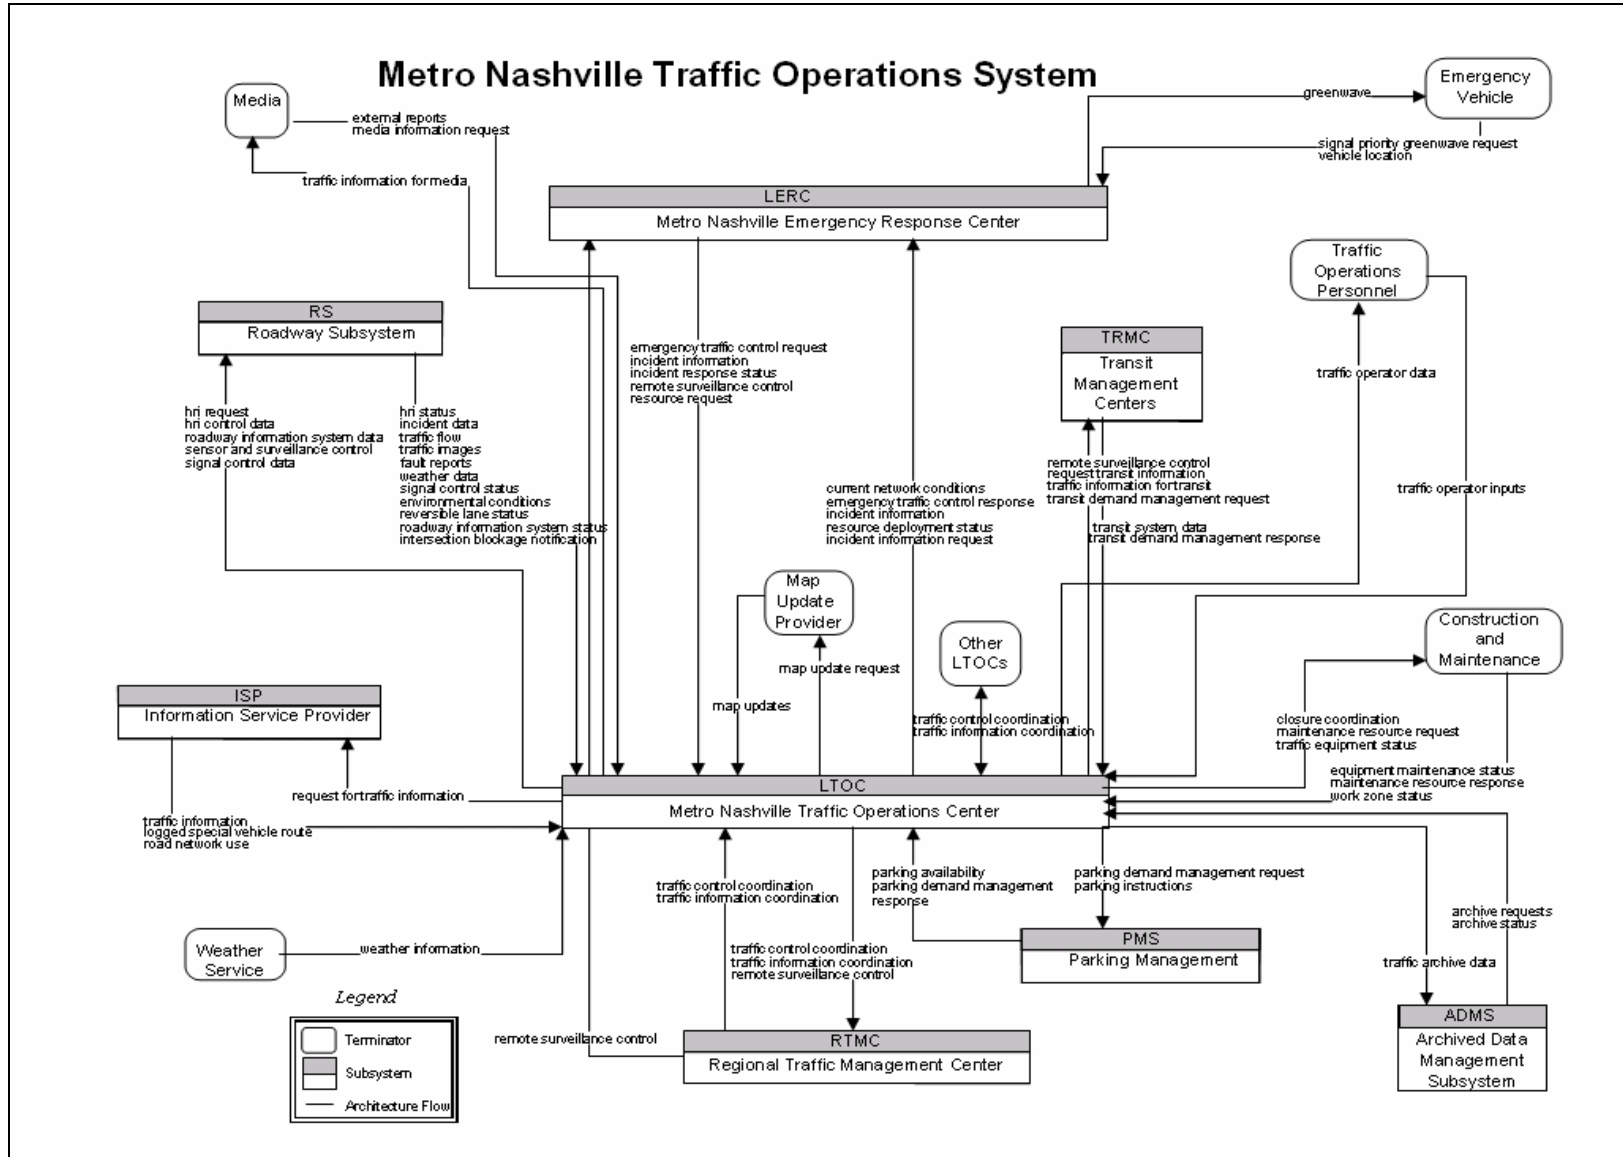 Metro Nashville Traffic Operations System
Media
external reports
media information request
traffic information for media
greenwave
Emergency
Vehicle
signal priority greenwave request
vehicle location
LERC
Metro Nashville Emergency Response Center
Traffic
Operations
Personnel
RS
Roadway Subsystem
TRMC
Transit
Management
Centers
emergency traffic control request
incident information
incident response status
remote surveillance control
resource request
traffic operator data
hri request
hri control data
roadway information system data
sensor and surveillance control
signal control data
hri status
incident data
traffic flow
traffic images
fault reports
weather data
signal control status
environmental conditions
reversible lane status
roadway information system status
intersection blockage notification
remote surveillance control
request transit information
traffic information for transit
transit demand management request
traffic operator inputs
current network conditions
emergency traffic control response
incident information
resource deployment status
incident information request
transit system data
transit demand management response
Map
Update
Provider
Other
LTOCs
Construction
and
Maintenance
map update request
map updates
ISP
Information Service Provider
traffic control coordination
traffic information coordination
closure coordination
maintenance resource request
traffic equipment status
equipment maintenance status
maintenance resource response
work zone status
LTOC
Metro Nashville Traffic Operations Center
request for traffic information
traffic information
logged special vehicle route
road network use
traffic control coordination
traffic information coordination
parking availability
parking demand management
response
parking demand management request
parking instructions
archive requests
archive status
Weather
Service
weather information
traffic control coordination
traffic information coordination
remote surveillance control
PMS
Parking Management
traffic archive data
Legend
Terminator
Subsystem
Architecture Flow
remote surveillance control
RTMC
Regional Traffic Management Center
ADMS
Archived Data
Management
Subsystem